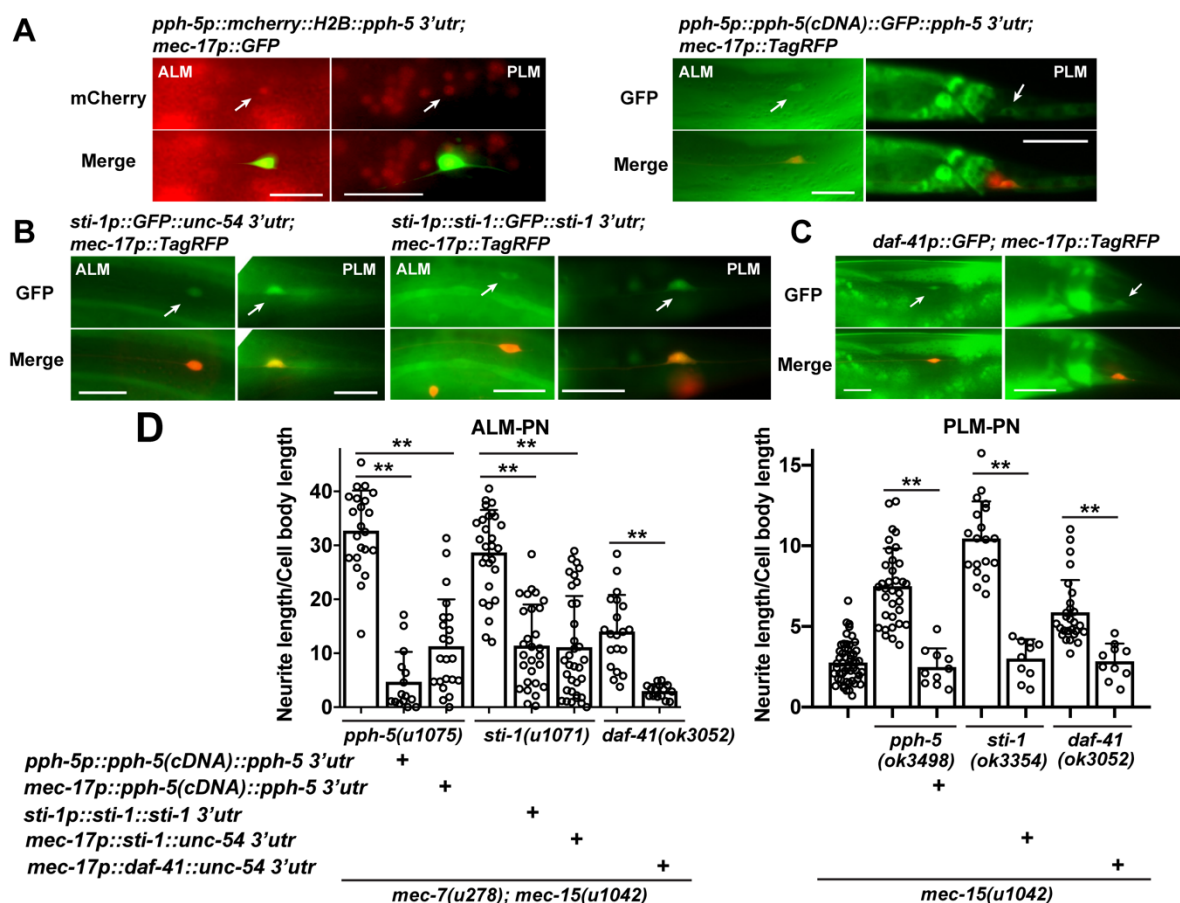 A
pph-5p::mcherry::H2B::pph-5 3’utr;
mec-17p::GFP
ALM
PLM
mCherry
Merge
pph-5p::pph-5(cDNA)::GFP::pph-5 3’utr;
mec-17p::TagRFP
ALM
PLM
GFP
Merge
B
sti-1p::GFP::unc-54 3’utr;
mec-17p::TagRFP
ALM
PLM
GFP
Merge
sti-1p::sti-1::GFP::sti-1 3’utr;
mec-17p::TagRFP
ALM
PLM
C
daf-41p::GFP; mec-17p::TagRFP
GFP
Merge
D
ALM-PN
Neurite length/Cell body length
40
30
20
10
0
**
**
**
**
**
pph-5(u1075)
sti-1(u1071)
daf-41(ok3052)
PLM-PN
Neurite length/Cell body length
15
10
5
0
**
**
**
pph-5
(ok3498)
sti-1
(ok3354)
daf-41
(ok3052)
pph-5p::pph-5(cDNA)::pph-5 3’utr +
mec-17p::pph-5(cDNA)::pph-5 3’utr + +
sti-1p::sti-1::sti-1 3’utr +
mec-17p::sti-1::unc-54 3’utr + +
mec-17p::daf-41::unc-54 3’utr + +
mec-7(u278); mec-15(u1042)
mec-15(u1042)